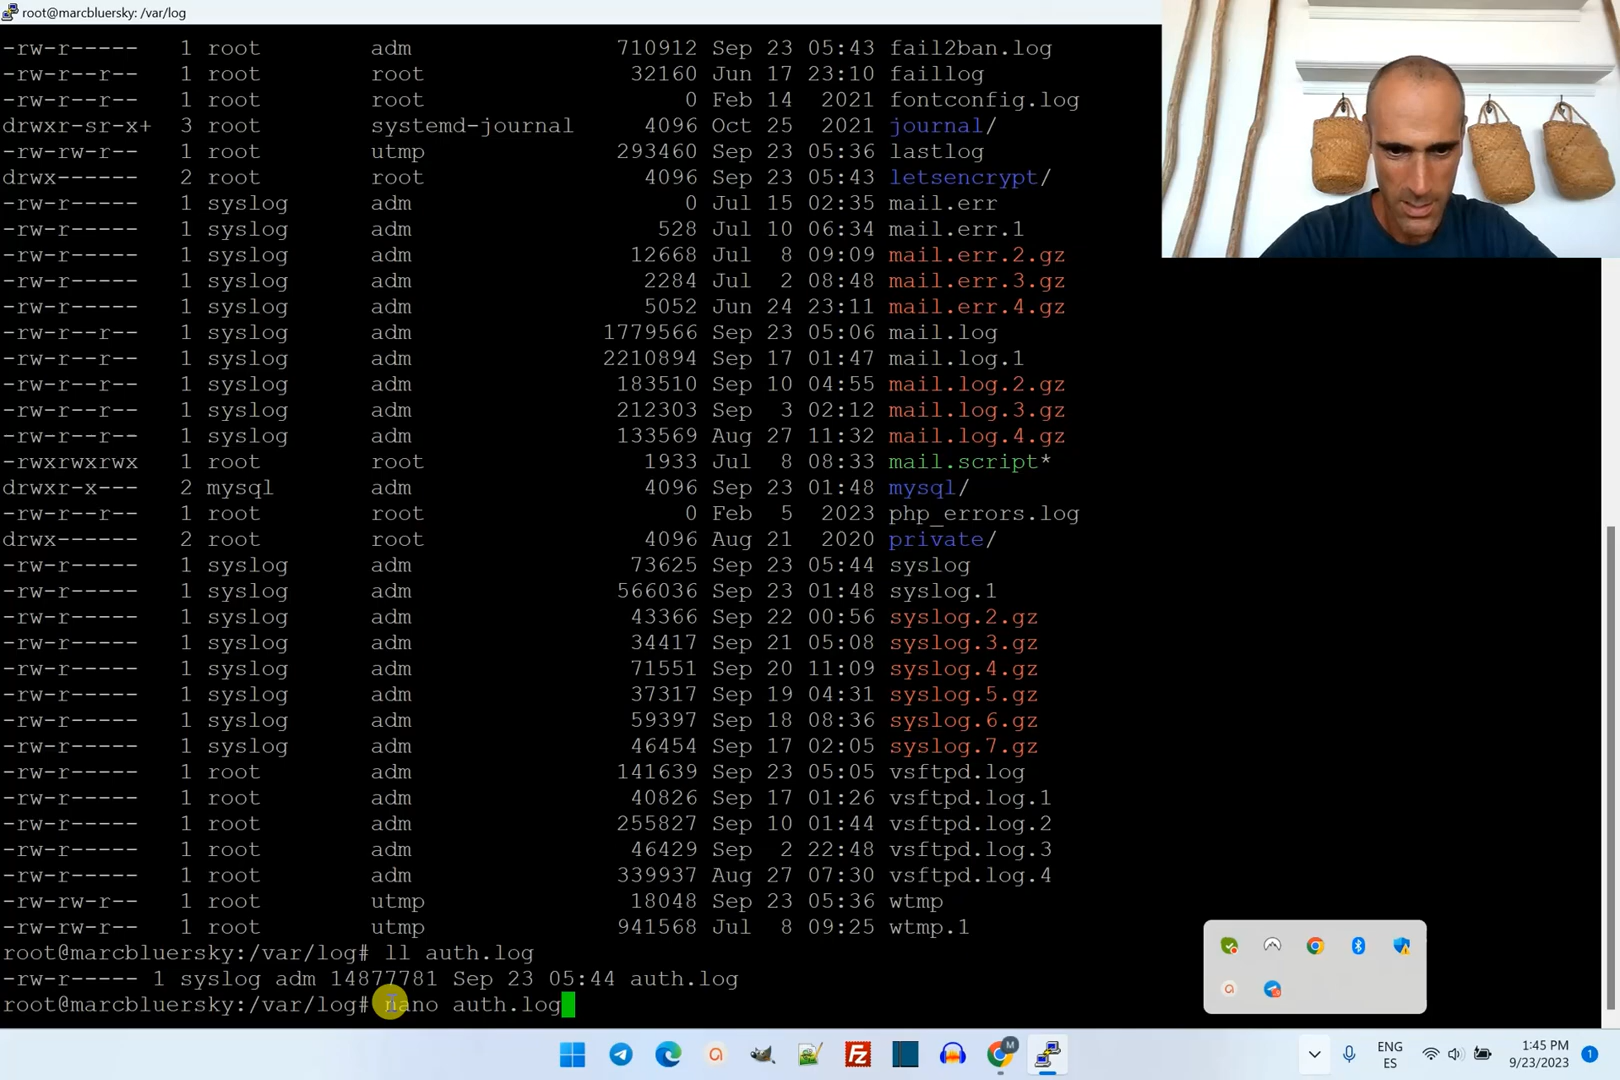 root@marcbluersky: /var/log
-rw-r----- 1 root adm 710912 Sep 23 05:43 fail2ban.log
-rw-r--r-- 1 root root 32160 Jun 17 23:10 faillog
-rw-r--r-- 1 root root 0 Feb 14 2021 fontconfig.log
drwxr-sr-x+ 3 root systemd-journal 4096 Oct 25 2021 journal/
-rw-rw-r-- 1 root utmp 293460 Sep 23 05:36 lastlog
drwx------ 2 root root 4096 Sep 23 05:43 letsencrypt/
-rw-r----- 1 syslog adm 0 Jul 15 02:35 mail.err
-rw-r--r-- 1 syslog adm 528 Jul 10 06:34 mail.err.1
-rw-r--r-- 1 syslog adm 12668 Jul 8 09:09 mail.err.2.gz
-rw-r--r-- 1 syslog adm 2284 Jul 2 08:48 mail.err.3.gz
-rw-r--r-- 1 syslog adm 5052 Jun 24 23:11 mail.err.4.gz
-rw-r--r-- 1 syslog adm 1779566 Sep 23 05:06 mail.log
-rw-r--r-- 1 syslog adm 2210894 Sep 17 01:47 mail.log.1
-rw-r--r-- 1 syslog adm 183510 Sep 10 04:55 mail.log.2.gz
-rw-r--r-- 1 syslog adm 212303 Sep 3 02:12 mail.log.3.gz
-rw-r--r-- 1 syslog adm 133569 Aug 27 11:32 mail.log.4.gz
-rwxrwxrwx 1 root root 1933 Jul 8 08:33 mail.script*
drwxr-x--- 2 mysql adm 4096 Sep 23 01:48 mysql/
-rw-r--r-- 1 root root 0 Feb 5 2023 php_errors.log
drwx------ 2 root root 4096 Aug 21 2020 private/
-rw-r----- 1 syslog adm 73625 Sep 23 05:44 syslog
-rw-r----- 1 syslog adm 566036 Sep 23 01:48 syslog.1
-rw-r----- 1 syslog adm 43366 Sep 22 00:56 syslog.2.gz
-rw-r----- 1 syslog adm 34417 Sep 21 05:08 syslog.3.gz
-rw-r----- 1 syslog adm 71551 Sep 20 11:09 syslog.4.gz
-rw-r----- 1 syslog adm 37317 Sep 19 04:31 syslog.5.gz
-rw-r----- 1 syslog adm 59397 Sep 18 08:36 syslog.6.gz
-rw-r----- 1 syslog adm 46454 Sep 17 02:05 syslog.7.gz
-rw-r----- 1 root adm 141639 Sep 23 05:05 vsftpd.log
-rw-r----- 1 root adm 40826 Sep 17 01:26 vsftpd.log.1
-rw-r----- 1 root adm 255827 Sep 10 01:44 vsftpd.log.2
-rw-r----- 1 root adm 46429 Sep 2 22:48 vsftpd.log.3
-rw-r----- 1 root adm 339937 Aug 27 07:30 vsftpd.log.4
-rw-rw-r-- 1 root utmp 18048 Sep 23 05:36 wtmp
-rw-rw-r-- 1 root utmp 941568 Jul 8 09:25 wtmp.1
root@marcbluersky:/var/log# ll auth.log
-rw-r----- 1 syslog adm 14877781 Sep 23 05:44 auth.log
root@marcbluersky:/var/log# nano auth.log
ENG
ES
1:45 PM
9/23/2023
1